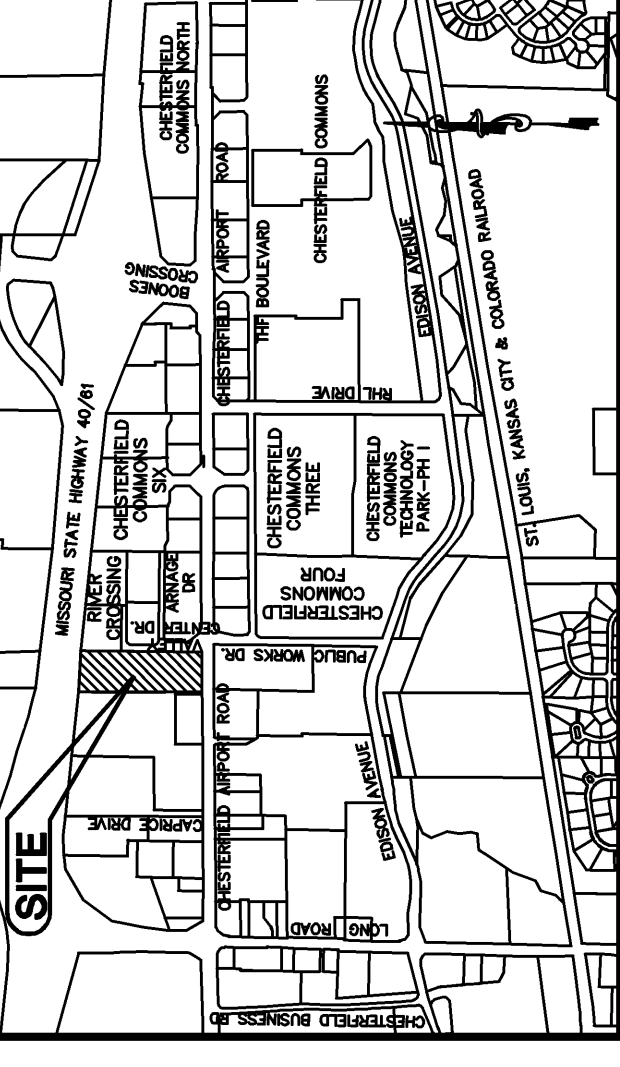 SITE
MISSOURI STATE HIGHWAY 40/61
CHESTERFIELD
COMMONS NORTH
BOONES
CROSSING
CHESTERFIELD
COMMONS
SIX
RIVER
CROSSING
ARNAGE
DR
VALLEY
CENTER DR.
CAPRICE DRIVE
CHESTERFIELD AIRPORT ROAD
CHESTERFIELD AIRPORT ROAD
THF BOULEVARD
CHESTERFIELD COMMONS
RHL DRIVE
CHESTERFIELD
COMMONS
THREE
CHESTERFIELD
COMMONS
TECHNOLOGY
PARK-PH I
CHESTERFIELD
COMMONS
FOUR
PUBLIC WORKS DR.
EDISON AVENUE
EDISON AVENUE
LONG ROAD
CHESTERFIELD BUSINESS RD
ST. LOUIS, KANSAS CITY & COLORADO RAILROAD